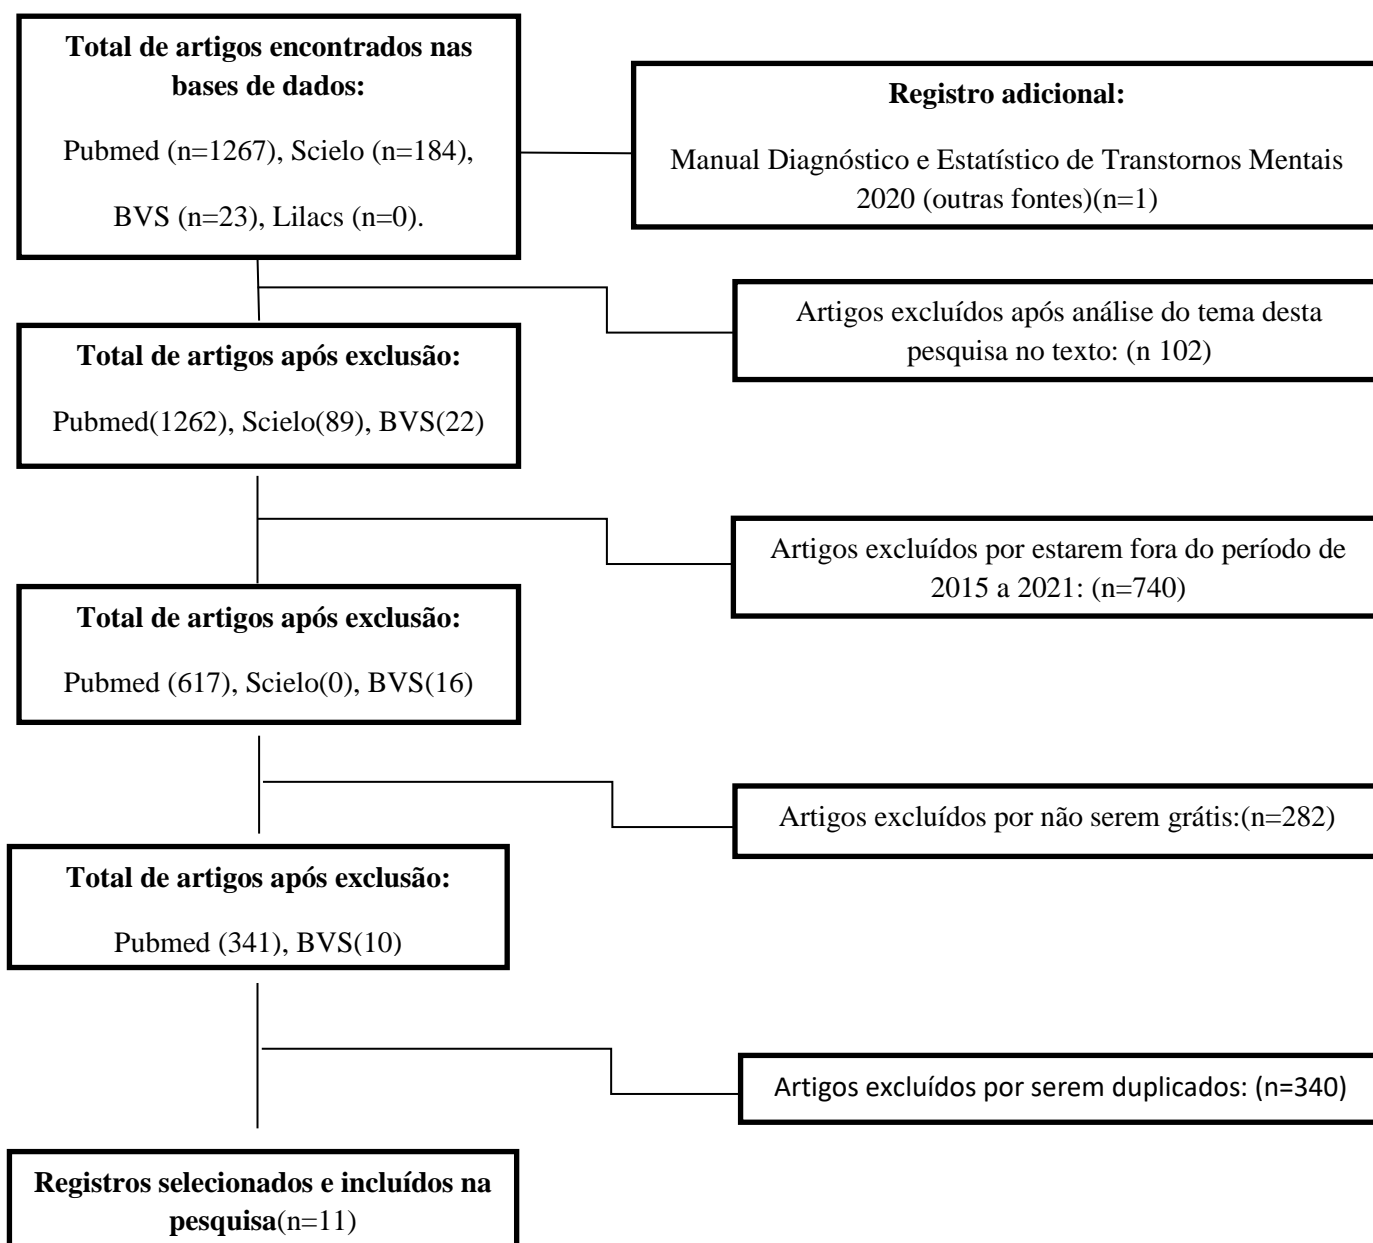 Total de artigos encontrados nas
bases de dados:
Pubmed (n=1267), Scielo (n=184),
BVS (n=23), Lilacs (n=0).
Registro adicional:
Manual Diagnóstico e Estatístico de Transtornos Mentais
2020 (outras fontes)(n=1)
Artigos excluídos após análise do tema desta
pesquisa no texto: (n 102)
Total de artigos após exclusão:
Pubmed(1262), Scielo(89), BVS(22)
Artigos excluídos por estarem fora do período de
2015 a 2021: (n=740)
Total de artigos após exclusão:
Pubmed (617), Scielo(0), BVS(16)
Artigos excluídos por não serem grátis:(n=282)
Total de artigos após exclusão:
Pubmed (341), BVS(10)
Artigos excluídos por serem duplicados: (n=340)
Registros selecionados e incluídos na
pesquisa(n=11)